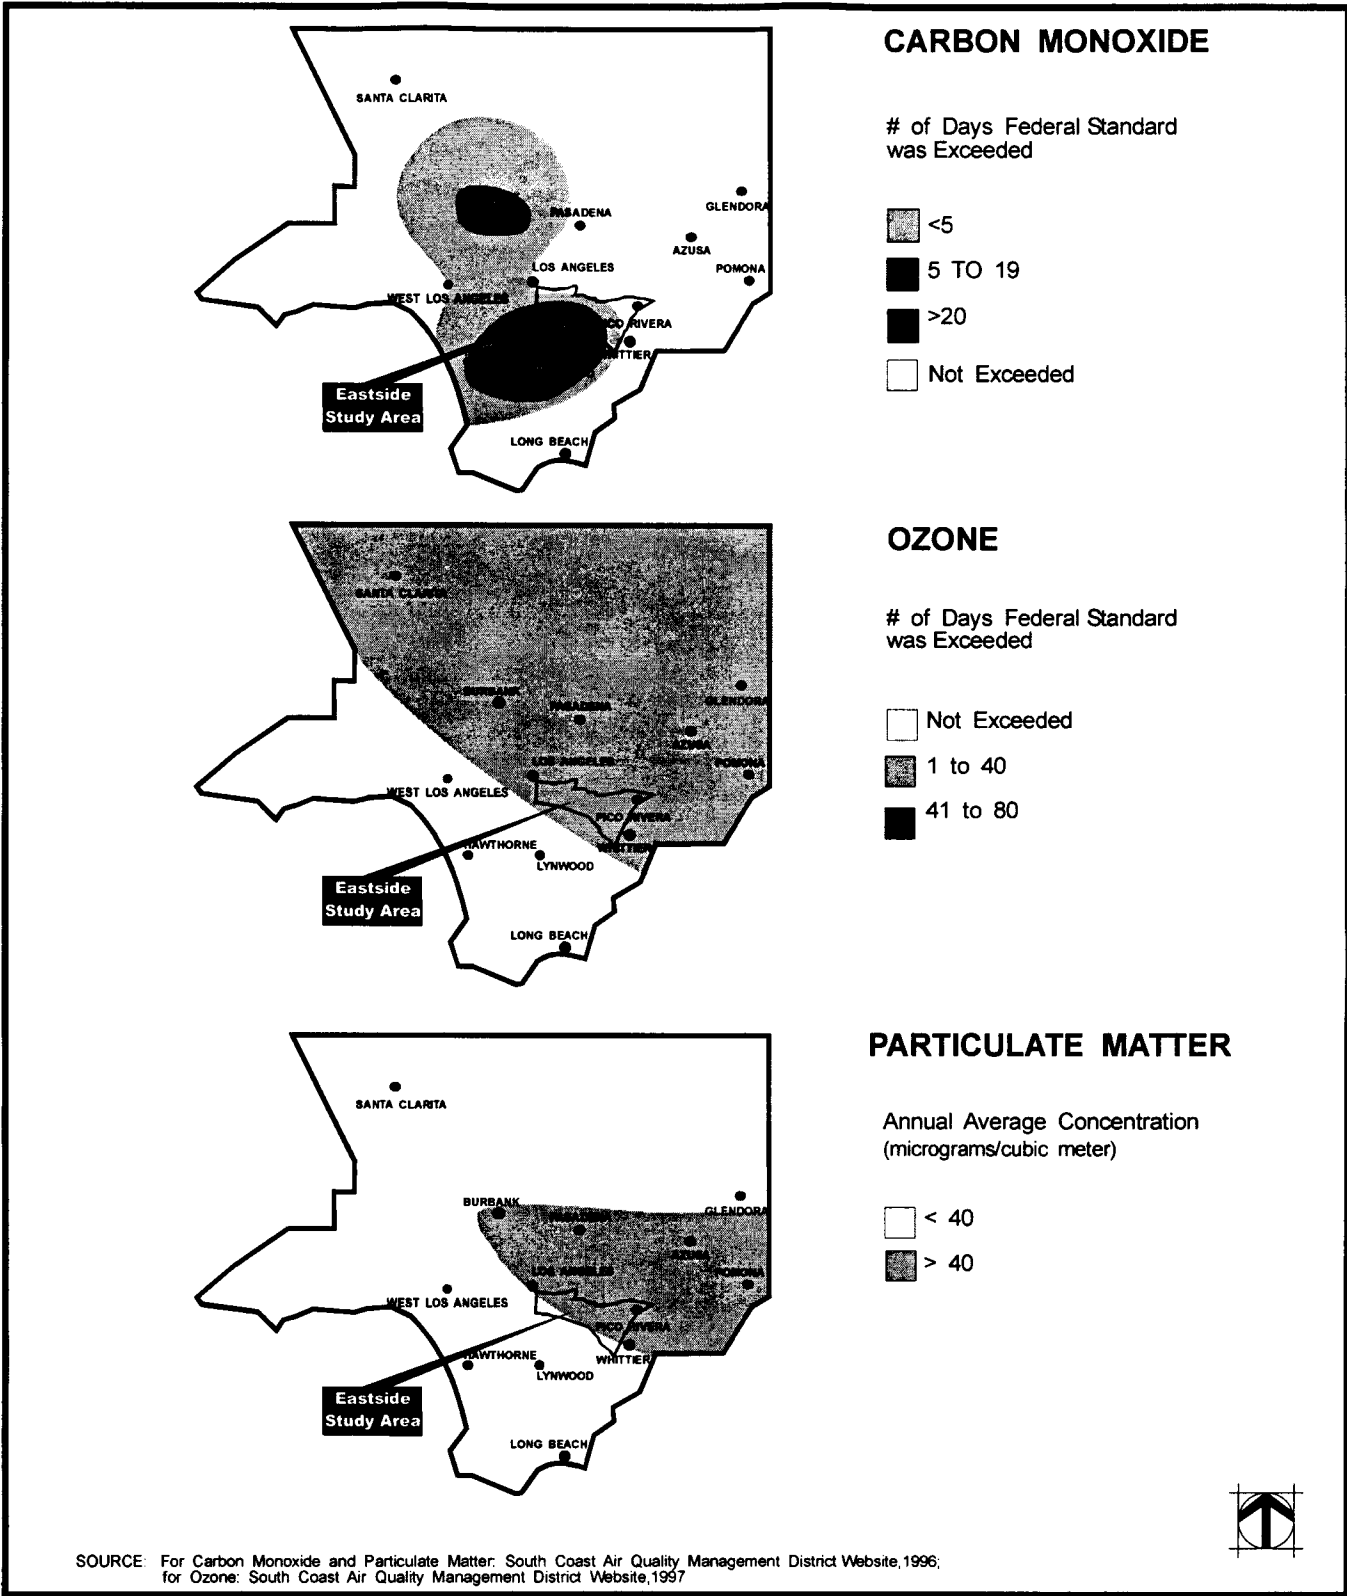 CARBON MONOXIDE
# of Days Federal Standard
was Exceeded
<5
5 TO 19
>20
Not Exceeded
SANTA CLARITA
PASADENA
GLENDORA
AZUSA
POMONA
LOS ANGELES
WEST LOS ANGELES
RIVERA
Eastside
Study Area
LONG BEACH
OZONE
# of Days Federal Standard
was Exceeded
Not Exceeded
1 to 40
41 to 80
SANTA CLARITA
BURBANK
PASADENA
GLENDORA
AZUSA
LOS ANGELES
POMONA
WEST LOS ANGELES
PICO RIVERA
HAWTHORNE
WHITTIER
LYNWOOD
Eastside
Study Area
LONG BEACH
PARTICULATE MATTER
Annual Average Concentration
(micrograms/cubic meter)
< 40
> 40
SANTA CLARITA
BURBANK
PASADENA
GLENDORA
AZUSA
LOS ANGELES
POMONA
WEST LOS ANGELES
PICO RIVERA
HAWTHORNE
WHITTIER
LYNWOOD
Eastside
Study Area
LONG BEACH
SOURCE: For Carbon Monoxide and Particulate Matter: South Coast Air Quality Management District Website, 1996;
for Ozone: South Coast Air Quality Management District Website, 1997